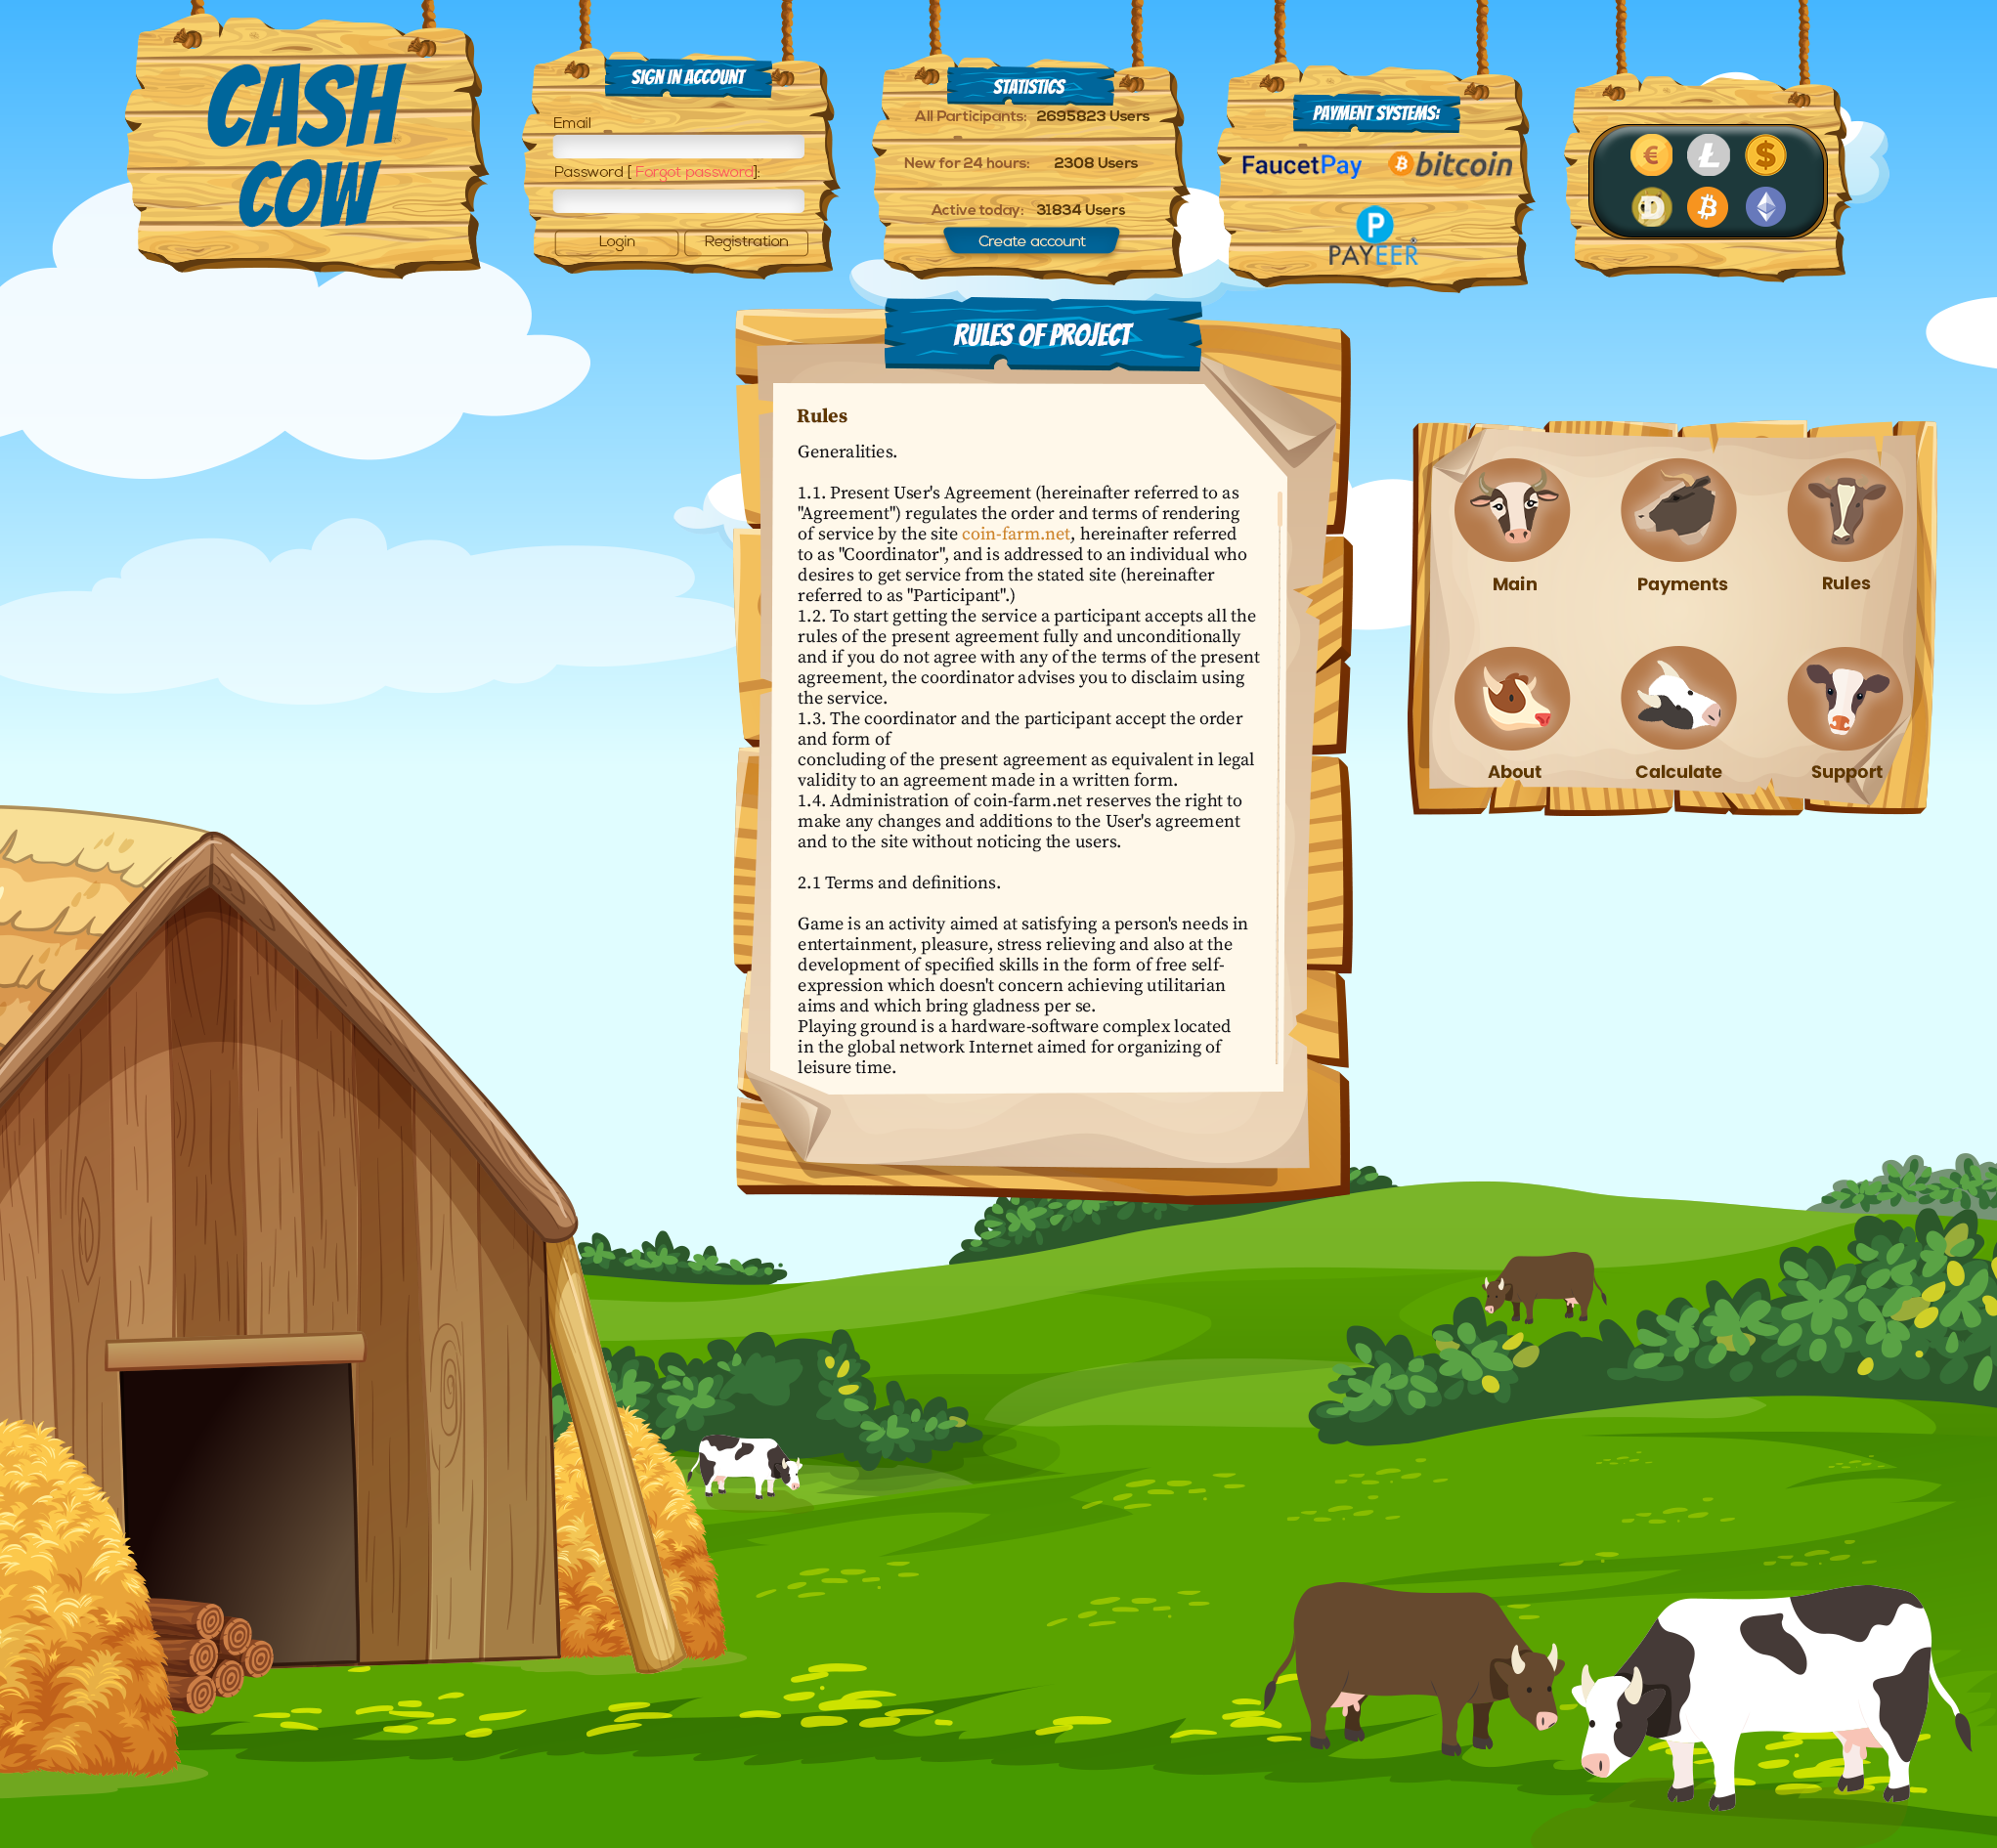 CASH
COW
SIGN IN ACCOUNT
Email
Password [ Forgot password]:
Login
Registration
STATISTICS
All Participants: 2695823 Users
New for 24 hours: 2308 Users
Active today: 31834 Users
Create account
PAYMENT SYSTEMS:
FaucetPay
bitcoin
P
PAYEER
RULES OF PROJECT
Rules
Generalities.
1.1. Present User's Agreement (hereinafter referred to as
"Agreement") regulates the order and terms of rendering
of service by the site coin-farm.net, hereinafter referred
to as "Coordinator", and is addressed to an individual who
desires to get service from the stated site (hereinafter
referred to as "Participant".)
1.2. To start getting the service a participant accepts all the
rules of the present agreement fully and unconditionally
and if you do not agree with any of the terms of the present
agreement, the coordinator advises you to disclaim using
the service.
1.3. The coordinator and the participant accept the order
and form of
concluding of the present agreement as equivalent in legal
validity to an agreement made in a written form.
1.4. Administration of coin-farm.net reserves the right to
make any changes and additions to the User's agreement
and to the site without noticing the users.
2.1 Terms and definitions.
Game is an activity aimed at satisfying a person's needs in
entertainment, pleasure, stress relieving and also at the
development of specified skills in the form of free self-
expression which doesn't concern achieving utilitarian
aims and which bring gladness per se.
Playing ground is a hardware-software complex located
in the global network Internet aimed for organizing of
leisure time.
Main
Payments
Rules
About
Calculate
Support